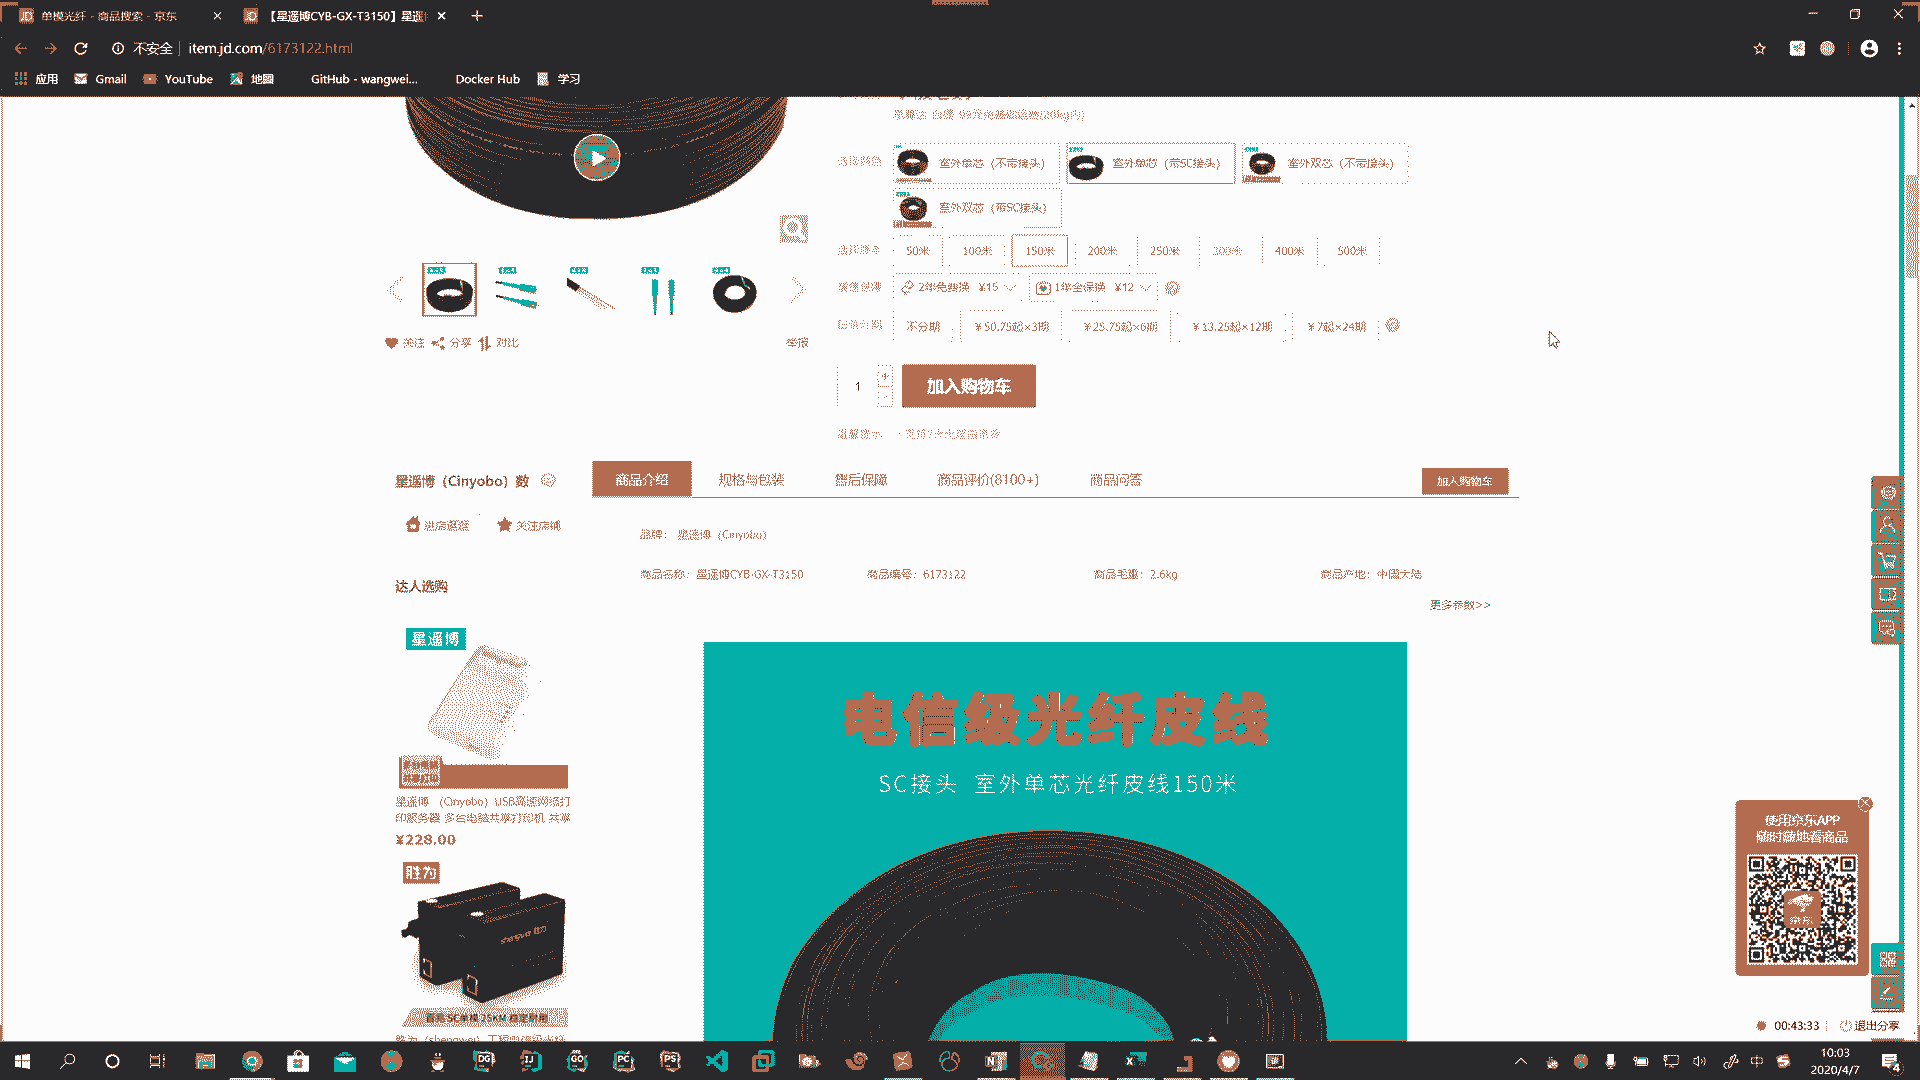 单模光纤 - 商品搜索 - 京东
【星遥博CYB-GX-T3150】星遥
不安全 item.jd.com/6173122.html
应用 Gmail YouTube 地图 GitHub - wangwei... Docker Hub 学习
室外单芯（不带接头） 室外单芯（带SC接头） 室外双芯（不带接头）
室外双芯（带SC接头）
50米 100米 150米 200米 250米 300米 400米 500米
2年免费换 ¥15 1年全保换 ¥12
不分期 ¥50.75起×3期 ¥25.75起×6期 ¥13.25起×12期 ¥7起×24期
关注 分享 对比 举报
1 加入购物车
星遥博（Cinyobo）数
商品介绍 规格与包装 售后保障 商品评价(8100+) 商品问答 加入购物车
进店逛逛 关注店铺
品牌： 星遥博（Cinyobo）
商品名称：星遥博CYB-GX-T3150 商品编号：6173122 商品毛重：2.6kg 商品产地：中国大陆
更多参数>>
达人选购
星遥博
星遥博 （Cinyobo）USB高速网络打
印服务器 多台电脑共享打印机 共享
¥228.00
胜为
电信级光纤皮线
SC接头 室外单芯光纤皮线150米
使用京东APP
随时随地看商品
京东
00:43:33 退出分享
10:03
2020/4/7